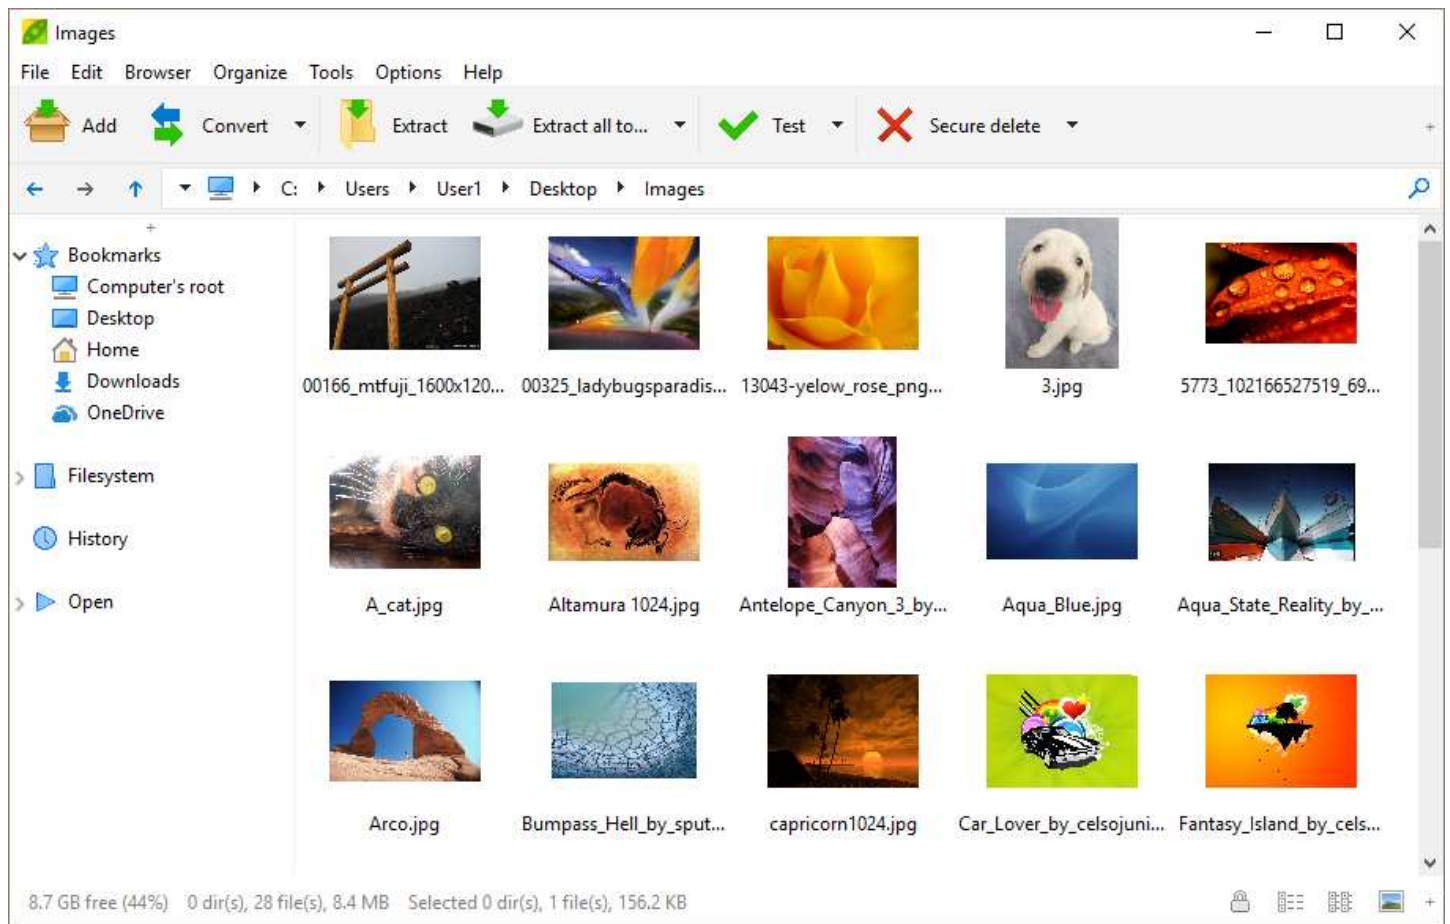 Images
File Edit Browser Organize Tools Options Help
Add Convert Extract Extract all to... Test Secure delete
C: Users User1 Desktop Images
Bookmarks
Computer's root
Desktop
Home
Downloads
OneDrive
Filesystem
History
Open
00166_mtfuji_1600x120... 00325_ladybugsparadis... 13043-yelow_rose_png... 3.jpg 5773_102166527519_69...
A_cat.jpg Altamura 1024.jpg Antelope_Canyon_3_by... Aqua_Blue.jpg Aqua_State_Reality_by_...
Arco.jpg Bumpass_Hell_by_sput... capricorn1024.jpg Car_Lover_by_celsojuni... Fantasy_Island_by_cels...
8.7 GB free (44%) 0 dir(s), 28 file(s), 8.4 MB Selected 0 dir(s), 1 file(s), 156.2 KB